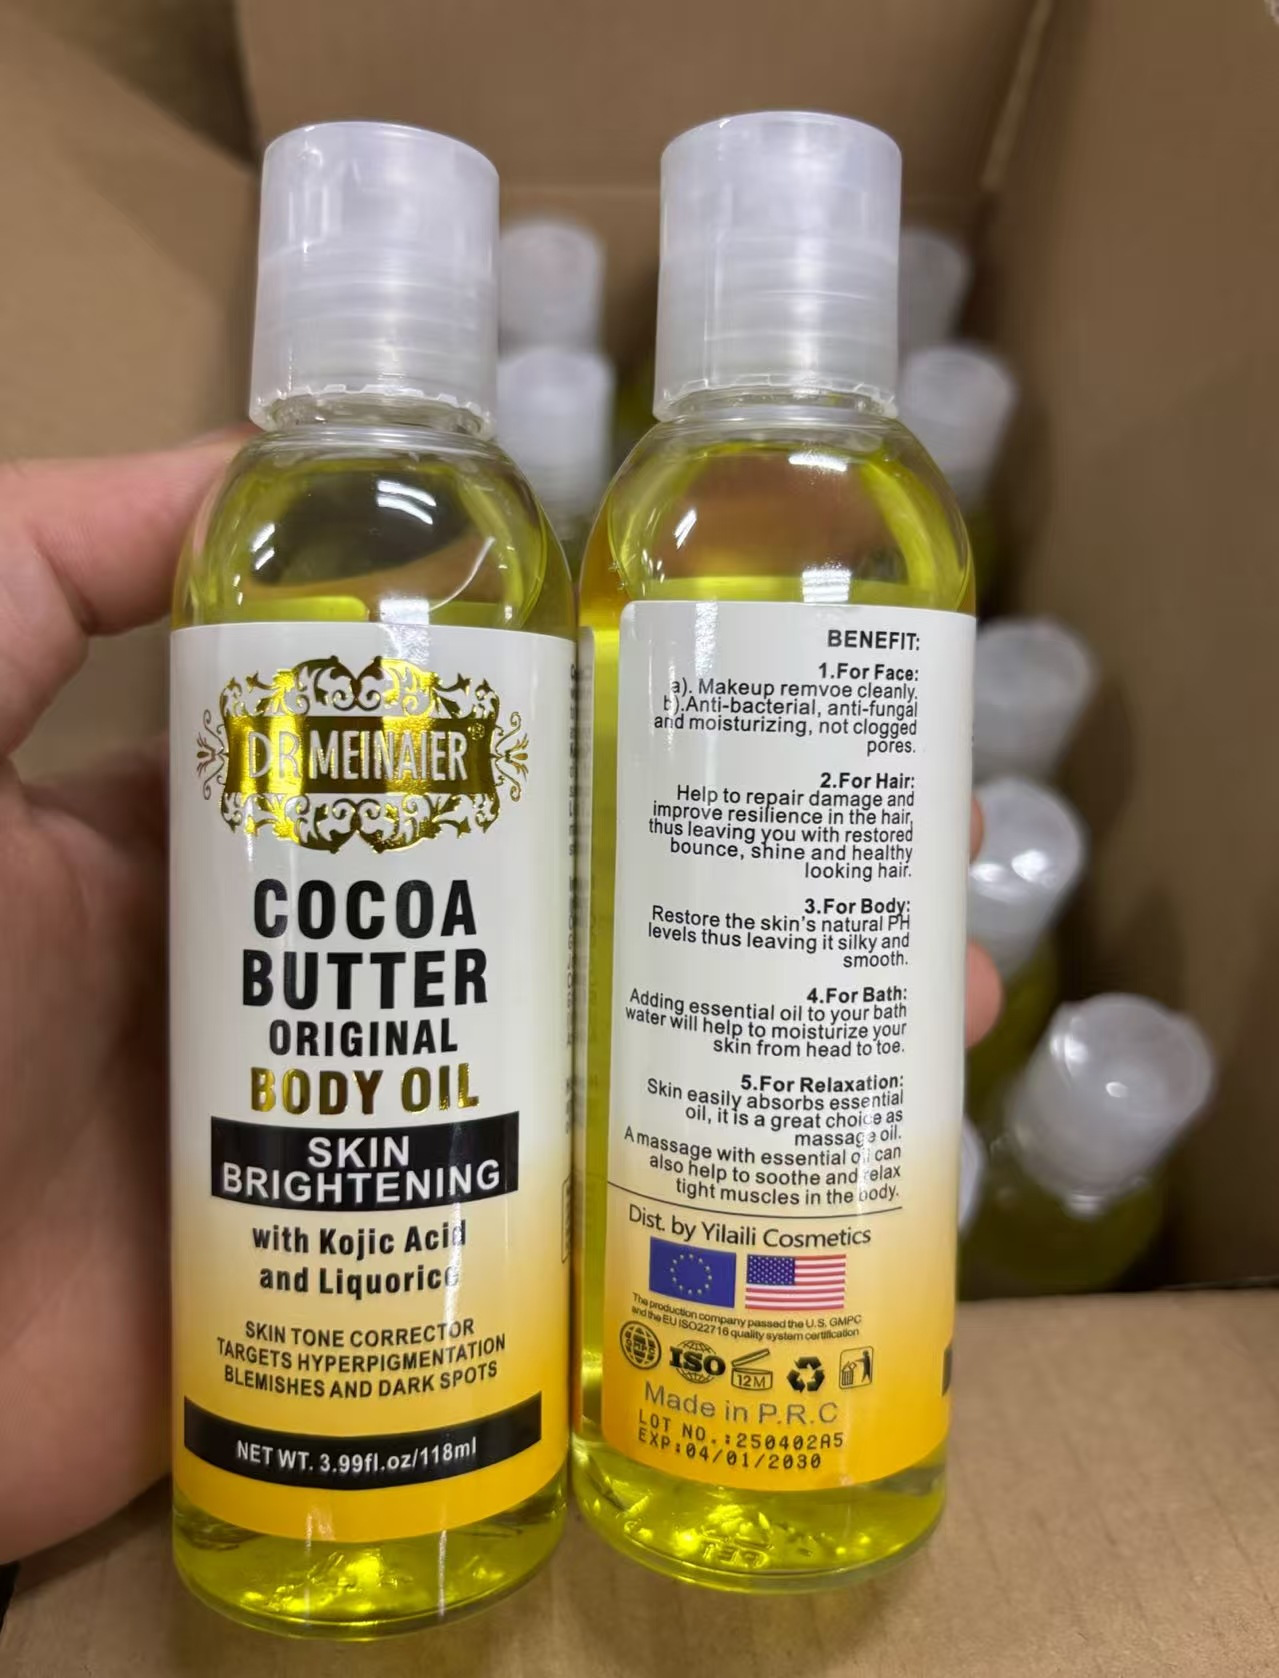 DR MEINAIER®
COCOA
BUTTER
ORIGINAL
BODY OIL
SKIN
BRIGHTENING
with Kojic Acid
and Liquorice
SKIN TONE CORRECTOR
TARGETS HYPERPIGMENTATION
BLEMISHES AND DARK SPOTS
NET WT. 3.99fl.oz/118ml
BENEFIT:
1.For Face:
a). Makeup remvoe cleanly.
b).Anti-bacterial, anti-fungal
and moisturizing, not clogged
pores.
2.For Hair:
Help to repair damage and
improve resilience in the hair,
thus leaving you with restored
bounce, shine and healthy
looking hair.
3.For Body:
Restore the skin's natural PH
levels thus leaving it silky and
smooth.
4.For Bath:
Adding essential oil to your bath
water will help to moisturize your
skin from head to toe.
5.For Relaxation:
Skin easily absorbs essential
oil, it is a great choice as
massage oil.
A massage with essential oil can
also help to soothe and relax
tight muscles in the body.
Dist. by Yilaili Cosmetics
The production company passed the U.S. GMPC
and the EU ISO22716 quality system certification
ISO
12M
Made in P.R.C
LOT NO.:250402A5
EXP:04/01/2030
PET